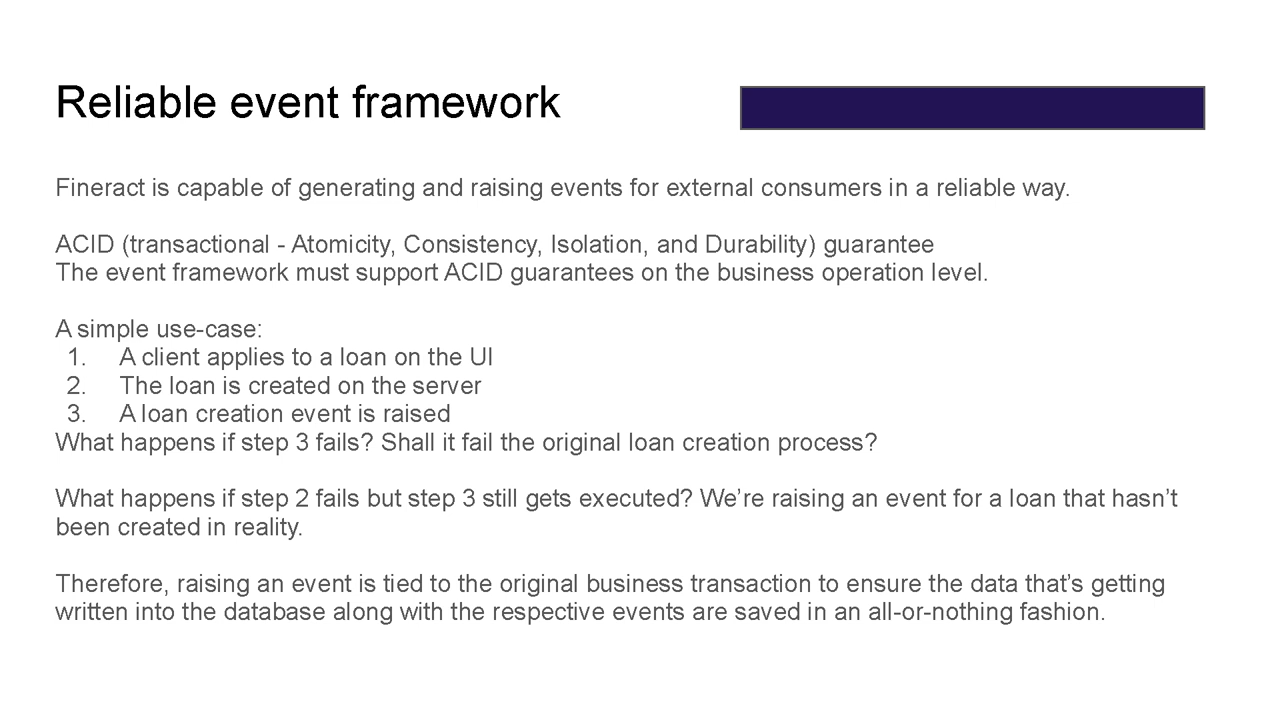 Reliable event framework
Fineract is capable of generating and raising events for external consumers in a reliable way.
ACID (transactional - Atomicity, Consistency, Isolation, and Durability) guarantee
The event framework must support ACID guarantees on the business operation level.
A simple use-case:
1. A client applies to a loan on the UI
2. The loan is created on the server
3. A loan creation event is raised
What happens if step 3 fails? Shall it fail the original loan creation process?
What happens if step 2 fails but step 3 still gets executed? We’re raising an event for a loan that hasn’t
been created in reality.
Therefore, raising an event is tied to the original business transaction to ensure the data that’s getting
written into the database along with the respective events are saved in an all-or-nothing fashion.